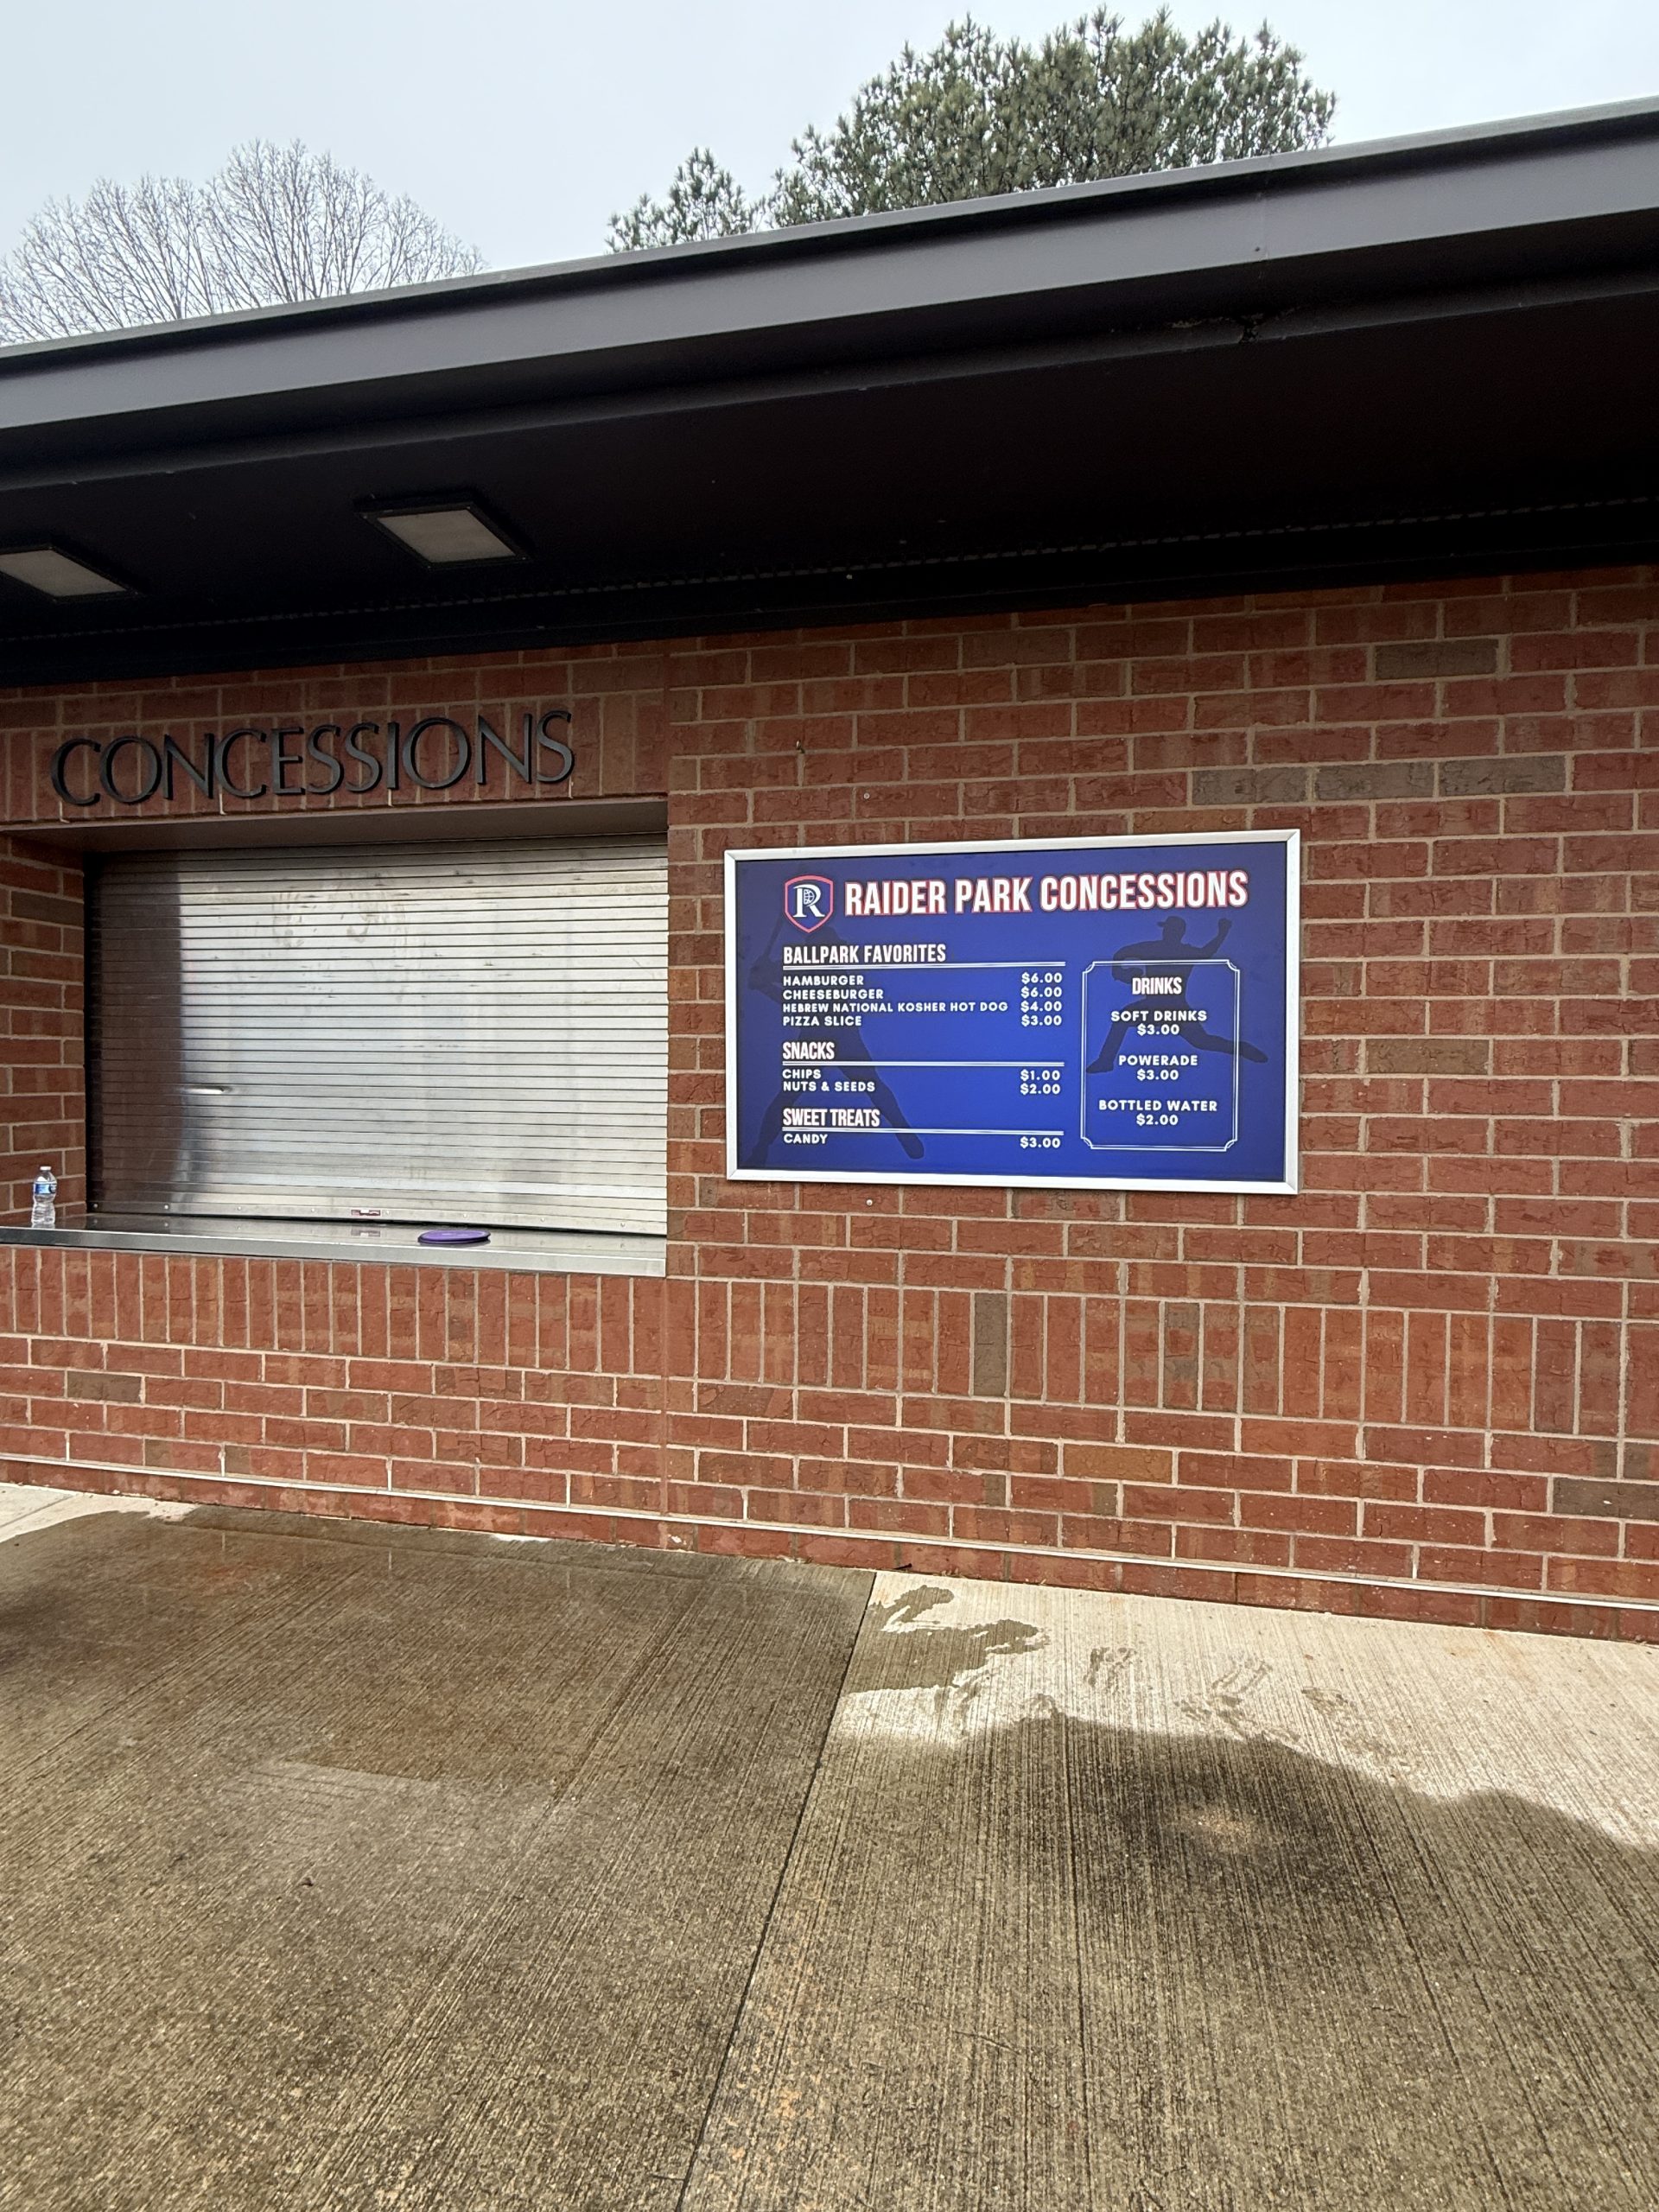 CONCESSIONS
R RAIDER PARK CONCESSIONS
BALLPARK FAVORITES
HAMBURGER $6.00
CHEESEBURGER $6.00
HEBREW NATIONAL KOSHER HOT DOG $4.00
PIZZA SLICE $3.00
SNACKS
CHIPS $1.00
NUTS & SEEDS $2.00
SWEET TREATS
CANDY $3.00
DRINKS
SOFT DRINKS
$3.00
POWERADE
$3.00
BOTTLED WATER
$2.00